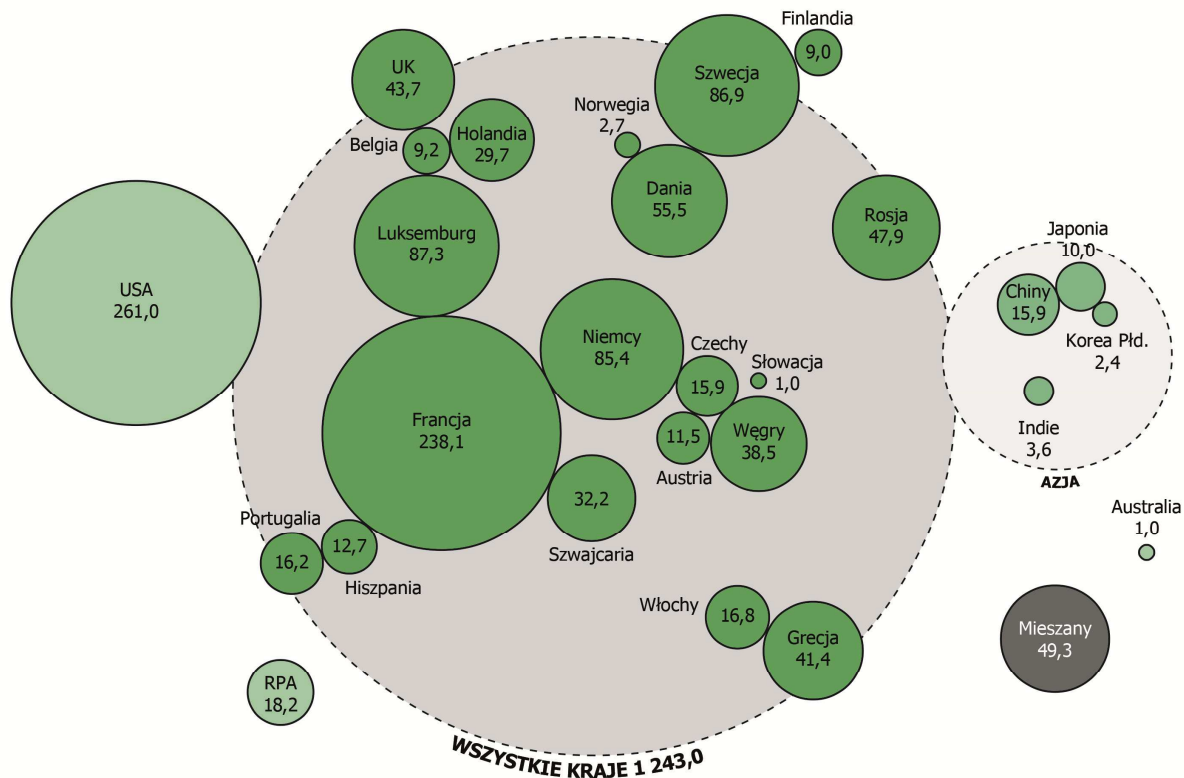 Finlandia
9,0
UK
43,7
Szwecja
86,9
Norwegia
2,7
Belgia
9,2
Holandia
29,7
Dania
55,5
Luksemburg
87,3
Rosja
47,9
Japonia
10,0
Chiny
15,9
Korea Płd.
2,4
USA
261,0
Niemcy
85,4
Czechy
15,9
Słowacja
1,0
Francja
238,1
11,5
Austria
Węgry
38,5
Indie
3,6
AZJA
32,2
Szwajcaria
Portugalia
16,2
12,7
Hiszpania
Australia
1,0
Włochy
16,8
Grecja
41,4
Mieszany
49,3
RPA
18,2
WSZYSTKIE KRAJE 1 243,0